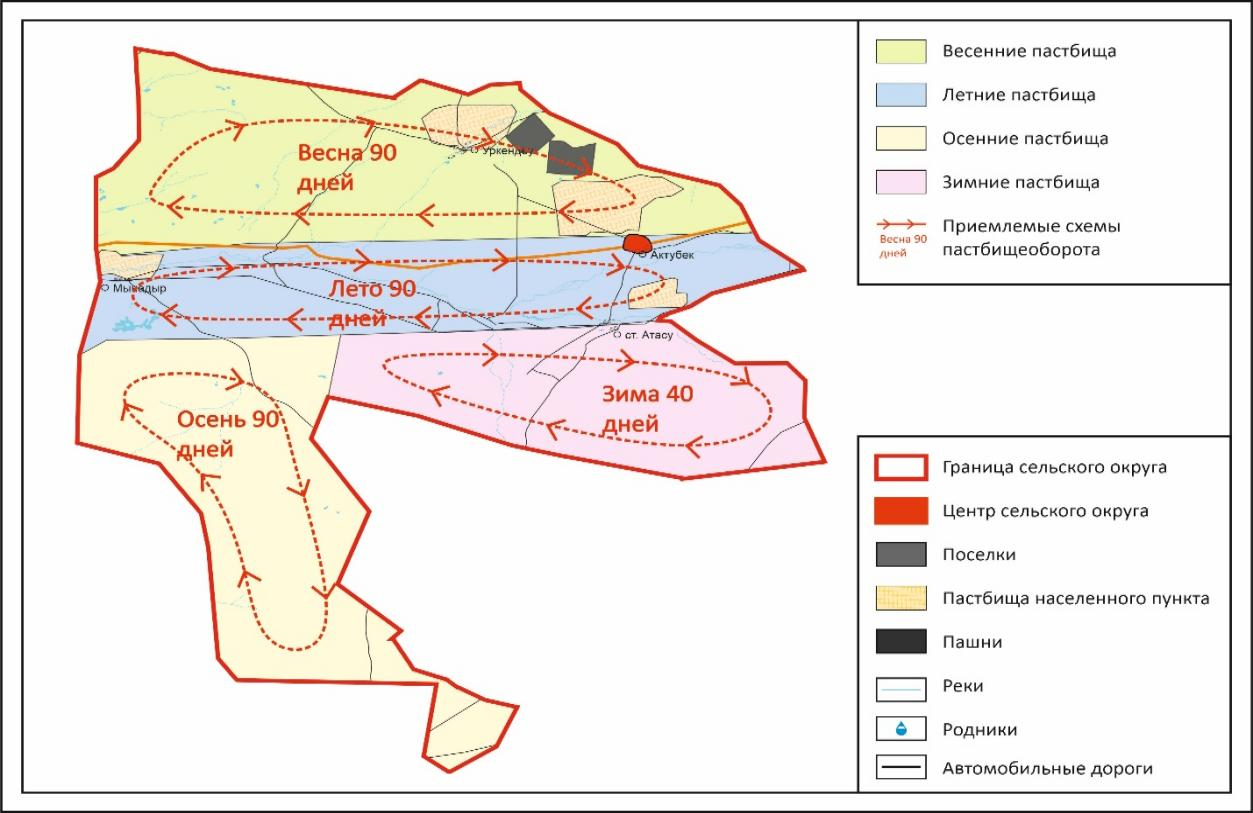 Весна 90
дней
Уркендеу
Актубек
Мынадыр
Лето 90
дней
ст. Атасу
Зима 40
дней
Осень 90
дней
Весенние пастбища
Летние пастбища
Осенние пастбища
Зимние пастбища
Весна 90
дней
Приемлемые схемы
пастбищеоборота
Граница сельского округа
Центр сельского округа
Поселки
Пастбища населенного пункта
Пашни
Реки
Родники
Автомобильные дороги